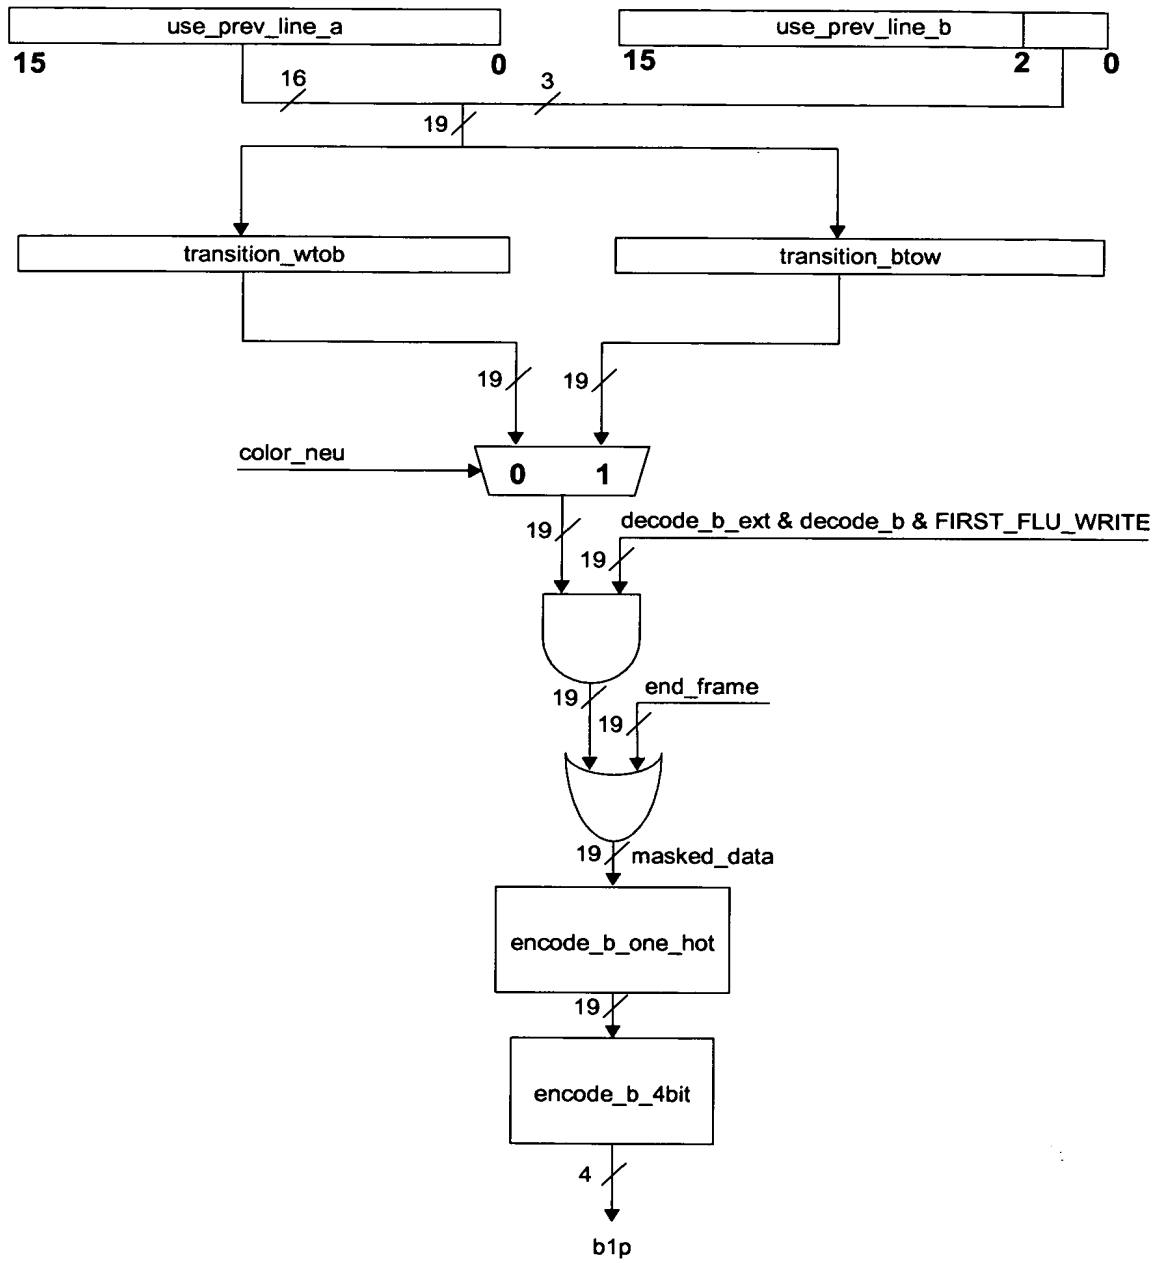 use_prev_line_a
use_prev_line_b
15
0
15
2
0
16
3
19
transition_wtob
transition_btow
19
19
color_neu
0
1
19
decode_b_ext & decode_b & FIRST_FLU_WRITE
19
19
end_frame
19
19
masked_data
encode_b_one_hot
19
encode_b_4bit
4
b1p